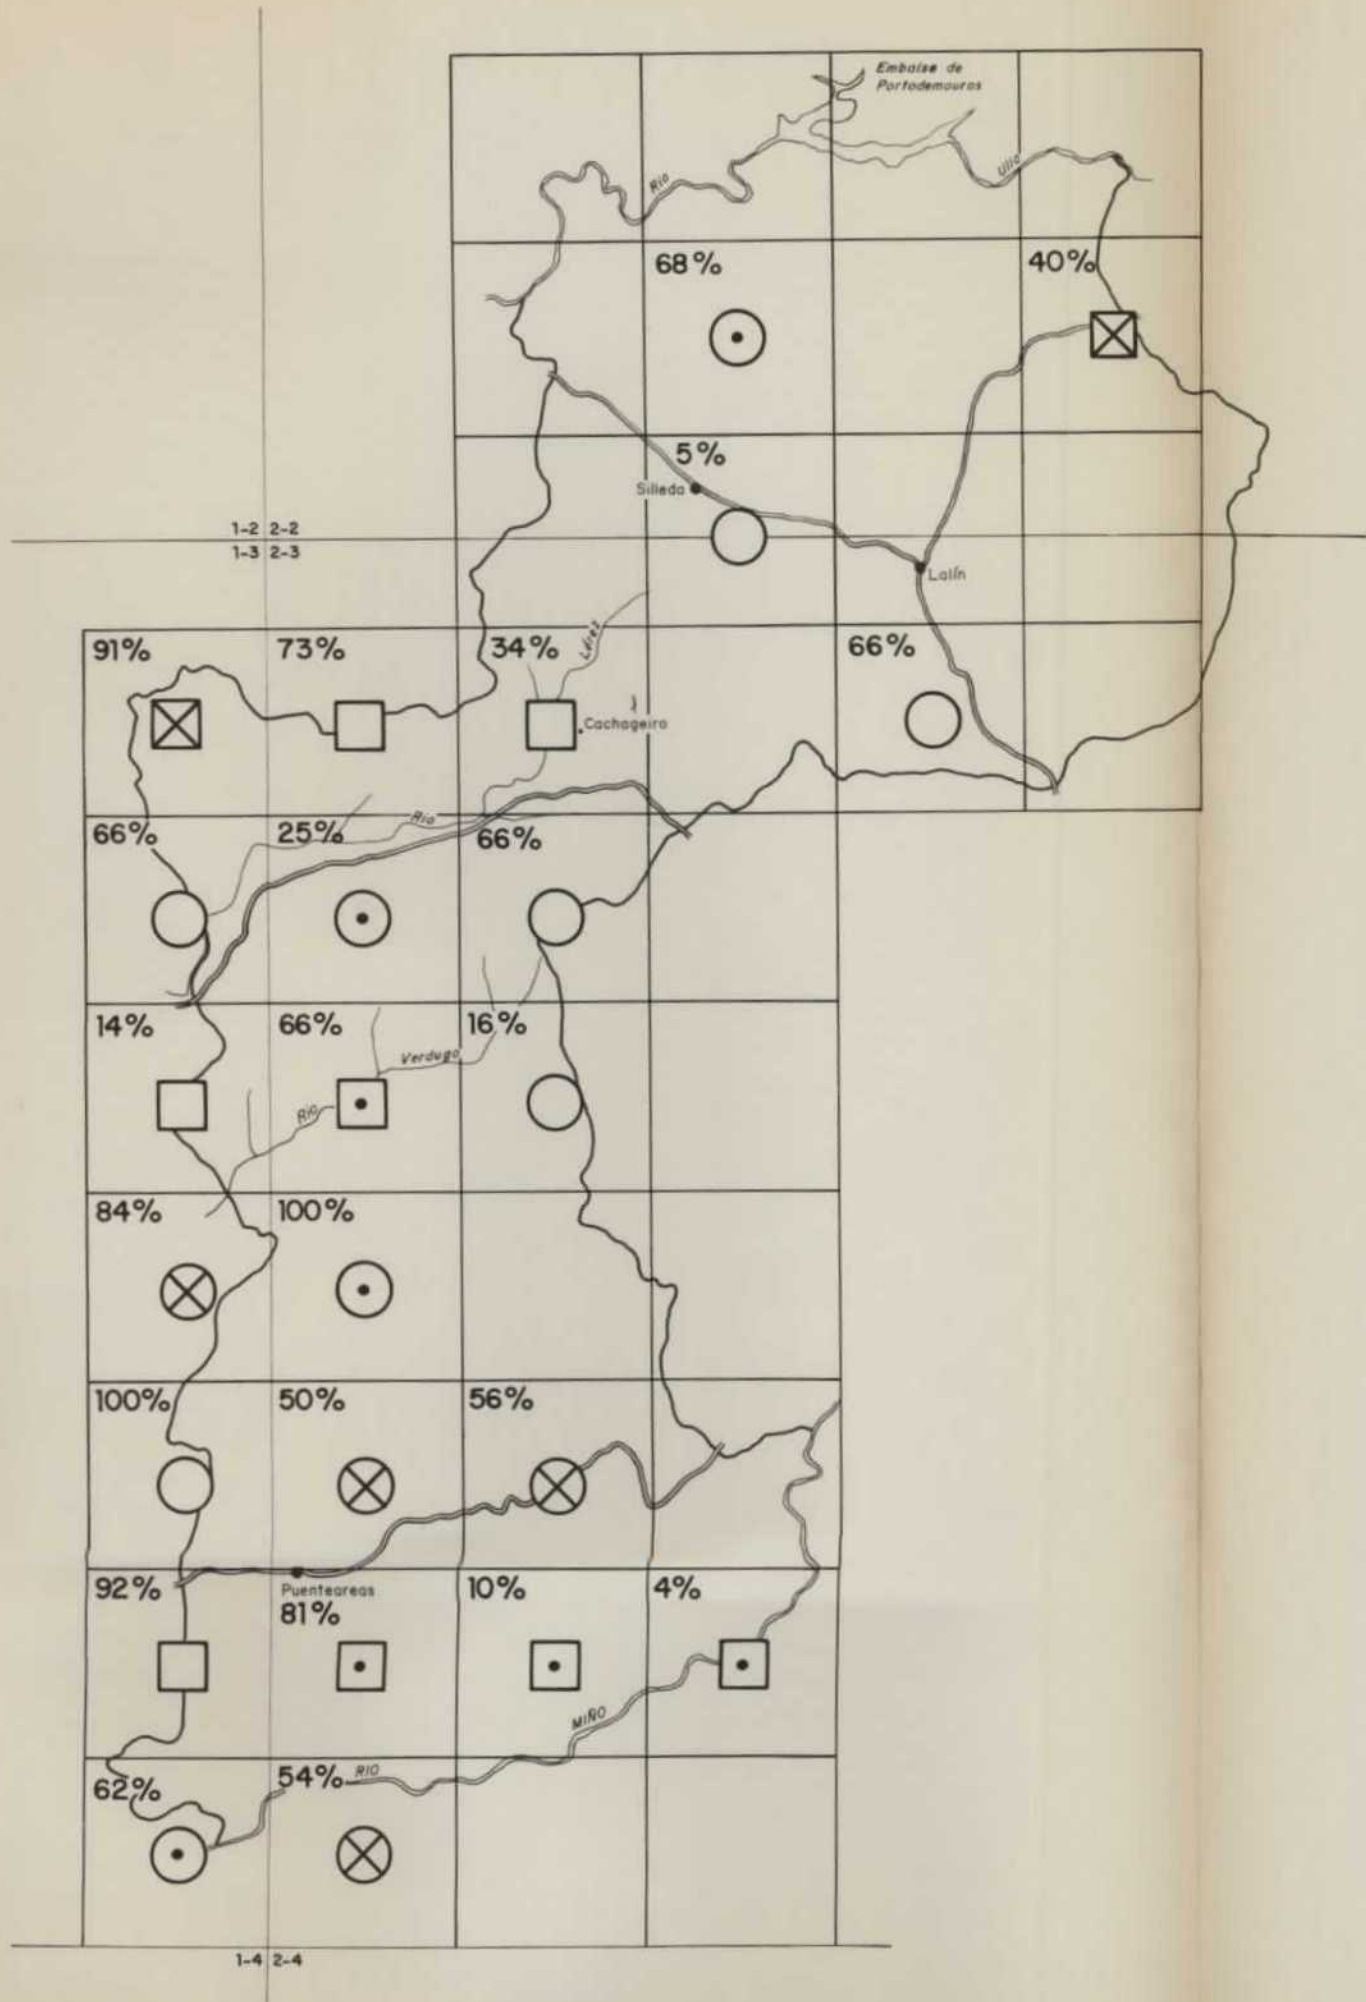 Embalse de
Portodemouros
Rio
Ulla
68%
40%
5%
Silleda
1-2 2-2
1-3 2-3
Lalín
91%
73%
34%
Lérez
66%
Cachageiro
66%
25%
Rio
66%
14%
66%
16%
Verdugo
Rio
84%
100%
100%
50%
56%
92%
Puenteareas
81%
10%
4%
MIÑO
62%
54%
RIO
1-4 2-4